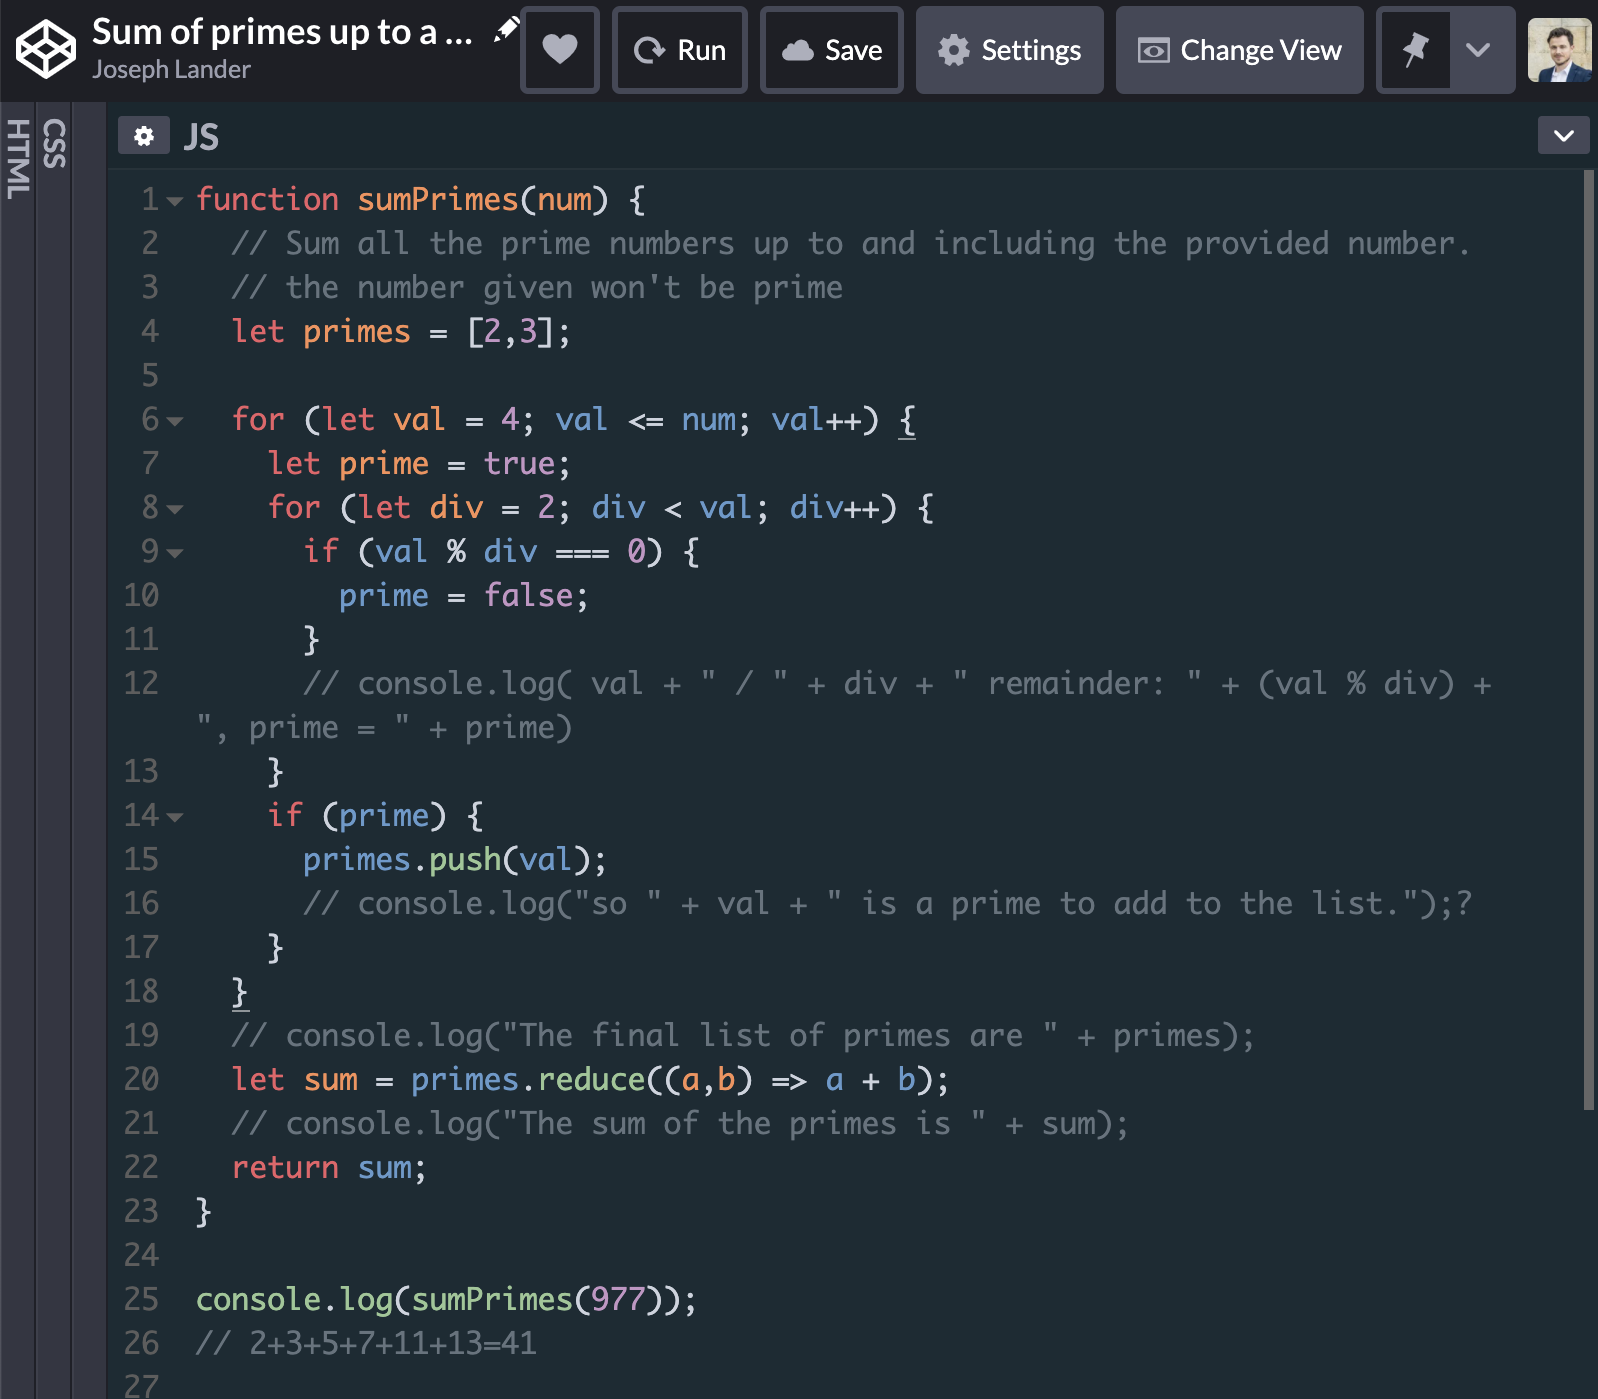 Sum of primes up to a ...
Joseph Lander
Run
Save
Settings
Change View
HTML
CSS
JS
1 function sumPrimes(num) {
2 // Sum all the prime numbers up to and including the provided number.
3 // the number given won't be prime
4 let primes = [2,3];
5
6 for (let val = 4; val <= num; val++) {
7 let prime = true;
8 for (let div = 2; div < val; div++) {
9 if (val % div === 0) {
10 prime = false;
11 }
12 // console.log( val + " / " + div + " remainder: " + (val % div) +
", prime = " + prime)
13 }
14 if (prime) {
15 primes.push(val);
16 // console.log("so " + val + " is a prime to add to the list.");?
17 }
18 }
19 // console.log("The final list of primes are " + primes);
20 let sum = primes.reduce((a,b) => a + b);
21 // console.log("The sum of the primes is " + sum);
22 return sum;
23 }
24
25 console.log(sumPrimes(977));
26 // 2+3+5+7+11+13=41
27